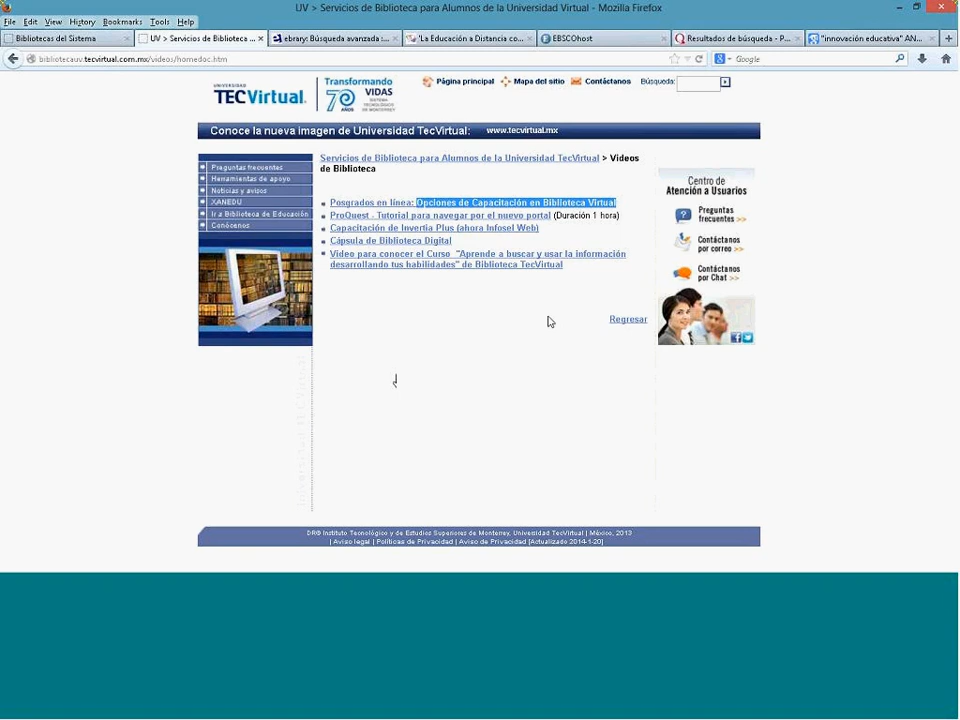 UV > Servicios de Biblioteca para Alumnos de la Universidad Virtual - Mozilla Firefox
File Edit View History Bookmarks Tools Help
Bibliotecas del Sistema
UV > Servicios de Biblioteca ...
ebrary: Búsqueda avanzada :...
'La Educación a Distancia co...
EBSCOhost
Resultados de búsqueda - P...
"innovación educativa" AN...
bibliotecauv.tecvirtual.com.mx/videos/homedoc.htm
Google
UNIVERSIDAD
TECVirtual.
Transformando
VIDAS
70 AÑOS
SISTEMA
TECNOLÓGICO
DE MONTERREY
Página principal
Mapa del sitio
Contáctanos
Búsqueda:
Conoce la nueva imagen de Universidad TecVirtual: www.tecvirtual.mx
Preguntas frecuentes
Herramientas de apoyo
Noticias y avisos
XANEDU
Ir a Biblioteca de Educación
Conócenos
Servicios de Biblioteca para Alumnos de la Universidad TecVirtual > Videos
de Biblioteca
Posgrados en línea: Opciones de Capacitación en Biblioteca Virtual
ProQuest - Tutorial para navegar por el nuevo portal (Duración 1 hora)
Capacitación de Invertia Plus (ahora Infosel Web)
Cápsula de Biblioteca Digital
Video para conocer el Curso "Aprende a buscar y usar la información
desarrollando tus habilidades" de Biblioteca TecVirtual
Regresar
Centro de
Atención a Usuarios
Preguntas
frecuentes >>
Contáctanos
por correo >>
Contáctanos
por Chat >>
DR© Instituto Tecnológico y de Estudios Superiores de Monterrey, Universidad TecVirtual | México, 2013
| Aviso legal | Políticas de Privacidad | Aviso de Privacidad [Actualizado 2014-1-20]